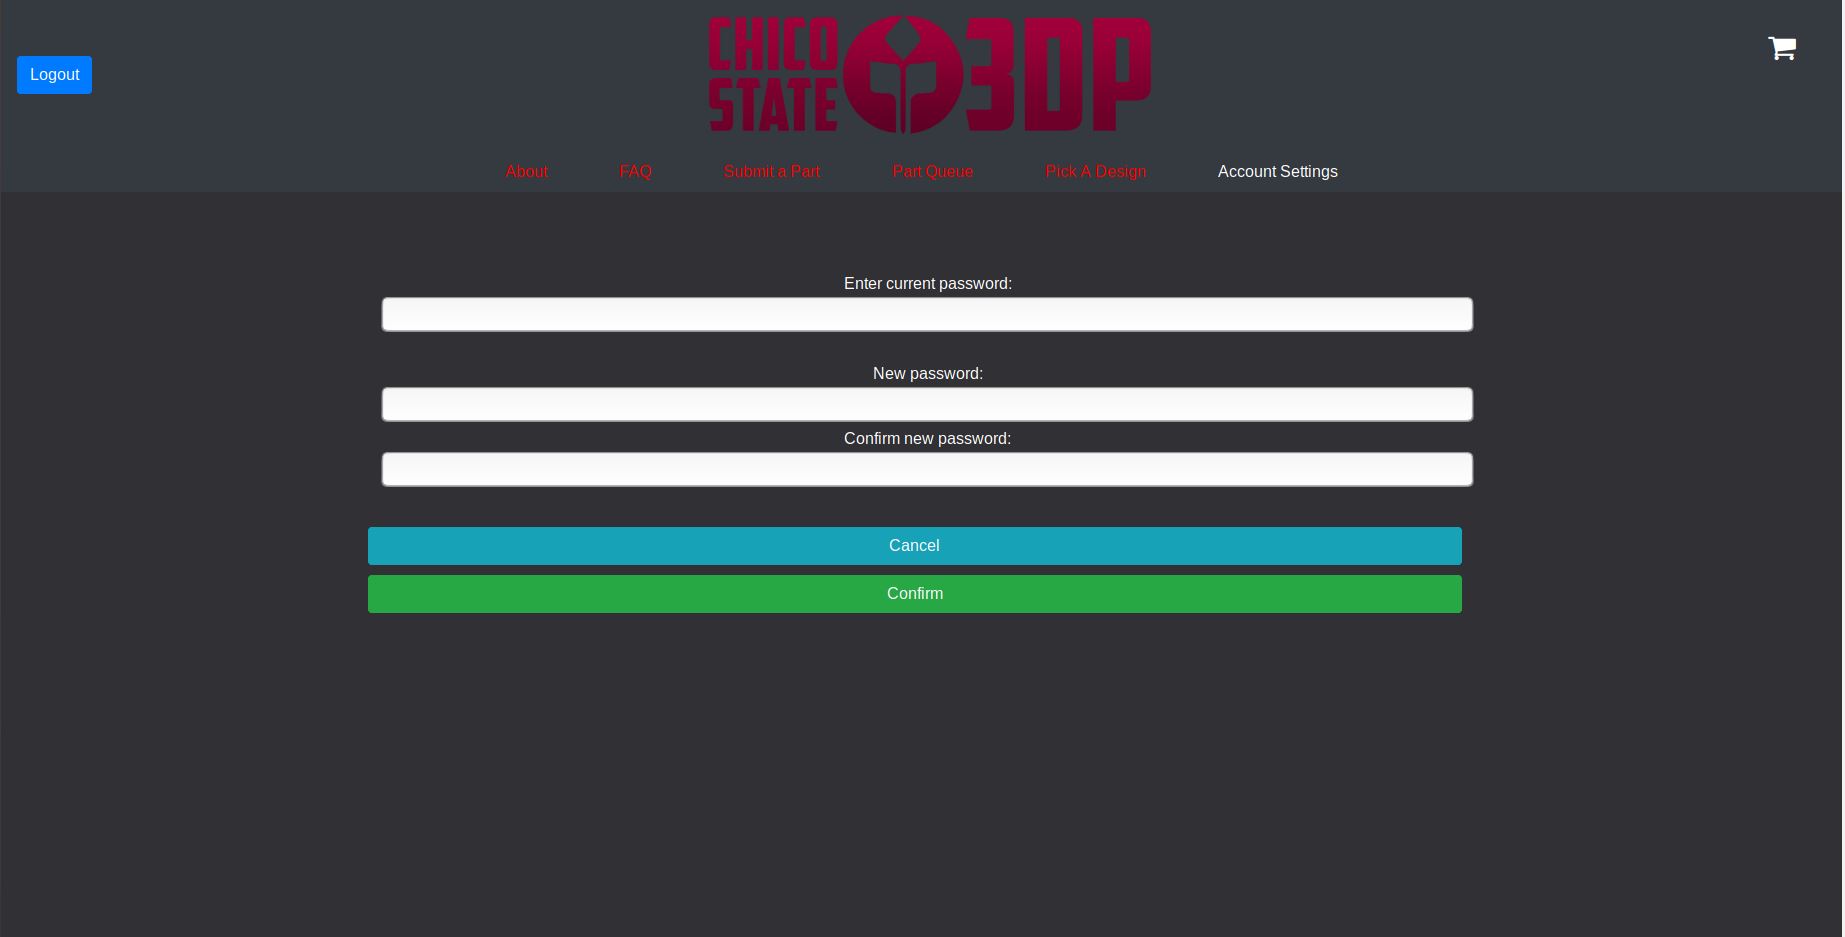 Logout
CHICO
STATE
3DP
About FAQ Submit a Part Part Queue Pick A Design Account Settings
Enter current password:
New password:
Confirm new password:
Cancel
Confirm